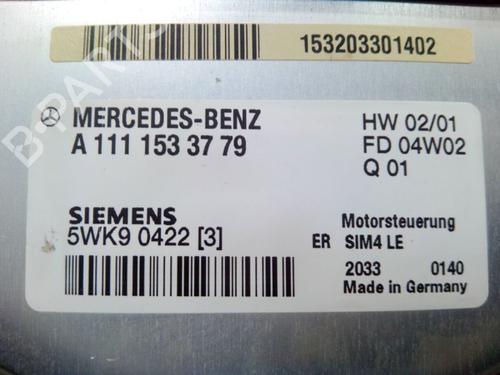 153203301402
B-PARTS
MERCEDES-BENZ
A 111 153 37 79
HW 02/01
FD 04W02
Q 01
SIEMENS
5WK9 0422 [3]
Motorsteuerung
ER SIM4 LE
2033 0140
Made in Germany